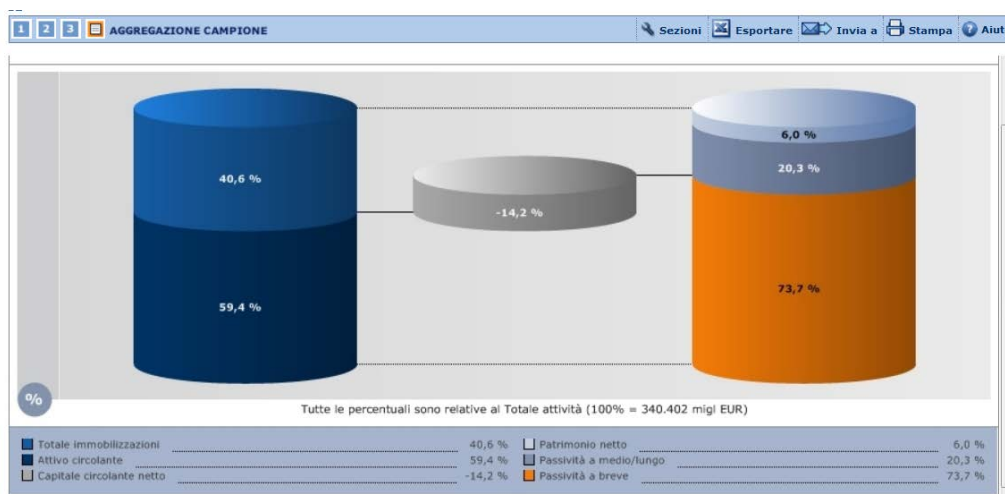 1 2 3 AGGREGAZIONE CAMPIONE Sezioni Esportare Invia a Stampa Aiut
6,0 %
40,6 % 20,3 %
-14,2 %
59,4 % 73,7 %
%
Tutte le percentuali sono relative al Totale attività (100% = 340.402 migl EUR)
Totale immobilizzazioni 40,6 % Patrimonio netto 6,0 %
Attivo circolante 59,4 % Passività a medio/lungo 20,3 %
Capitale circolante netto -14,2 % Passività a breve 73,7 %